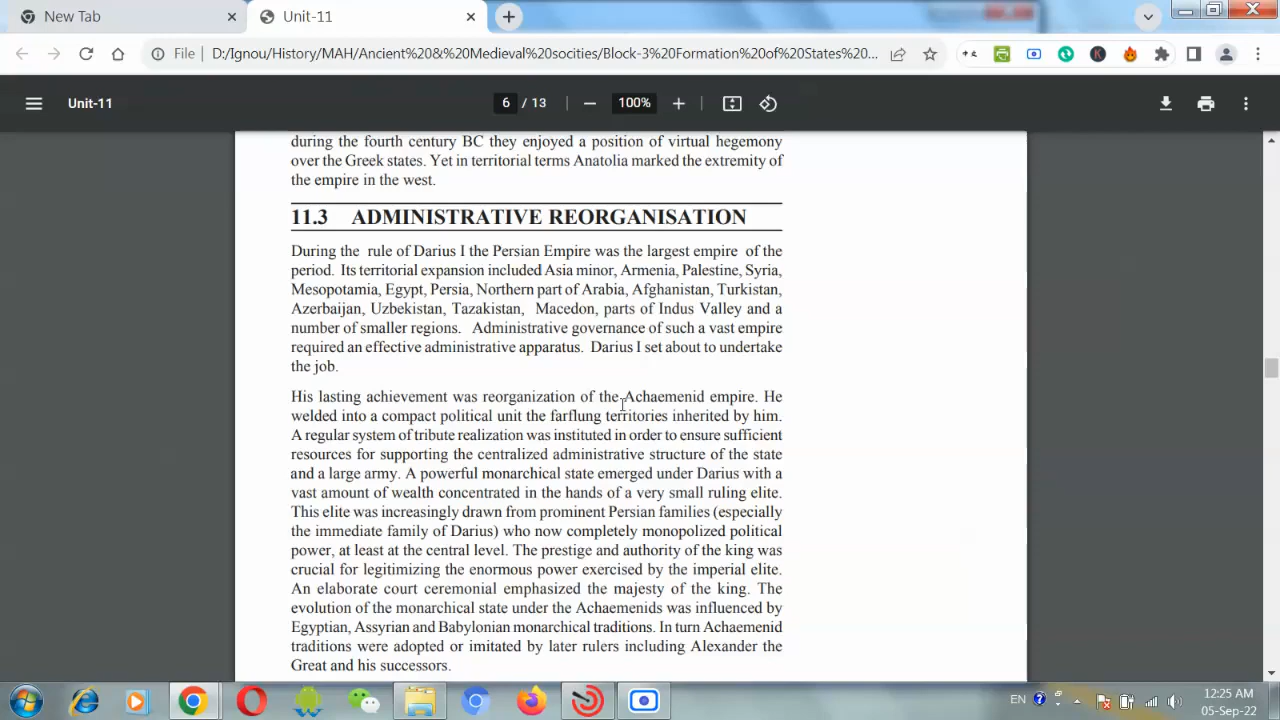 New Tab
Unit-11
File
D:/Ignou/History/MAH/Ancient%20&%20Medieval%20socities/Block-3%20Formation%20of%20States%20...
Unit-11
6 / 13
100%
during the fourth century BC they enjoyed a position of virtual hegemony
over the Greek states. Yet in territorial terms Anatolia marked the extremity of
the empire in the west.
11.3 ADMINISTRATIVE REORGANISATION
During the rule of Darius I the Persian Empire was the largest empire of the
period. Its territorial expansion included Asia minor, Armenia, Palestine, Syria,
Mesopotamia, Egypt, Persia, Northern part of Arabia, Afghanistan, Turkistan,
Azerbaijan, Uzbekistan, Tazakistan, Macedon, parts of Indus Valley and a
number of smaller regions. Administrative governance of such a vast empire
required an effective administrative apparatus. Darius I set about to undertake
the job.
His lasting achievement was reorganization of the Achaemenid empire. He
welded into a compact political unit the farflung territories inherited by him.
A regular system of tribute realization was instituted in order to ensure sufficient
resources for supporting the centralized administrative structure of the state
and a large army. A powerful monarchical state emerged under Darius with a
vast amount of wealth concentrated in the hands of a very small ruling elite.
This elite was increasingly drawn from prominent Persian families (especially
the immediate family of Darius) who now completely monopolized political
power, at least at the central level. The prestige and authority of the king was
crucial for legitimizing the enormous power exercised by the imperial elite.
An elaborate court ceremonial emphasized the majesty of the king. The
evolution of the monarchical state under the Achaemenids was influenced by
Egyptian, Assyrian and Babylonian monarchical traditions. In turn Achaemenid
traditions were adopted or imitated by later rulers including Alexander the
Great and his successors.
EN
12:25 AM
05-Sep-22